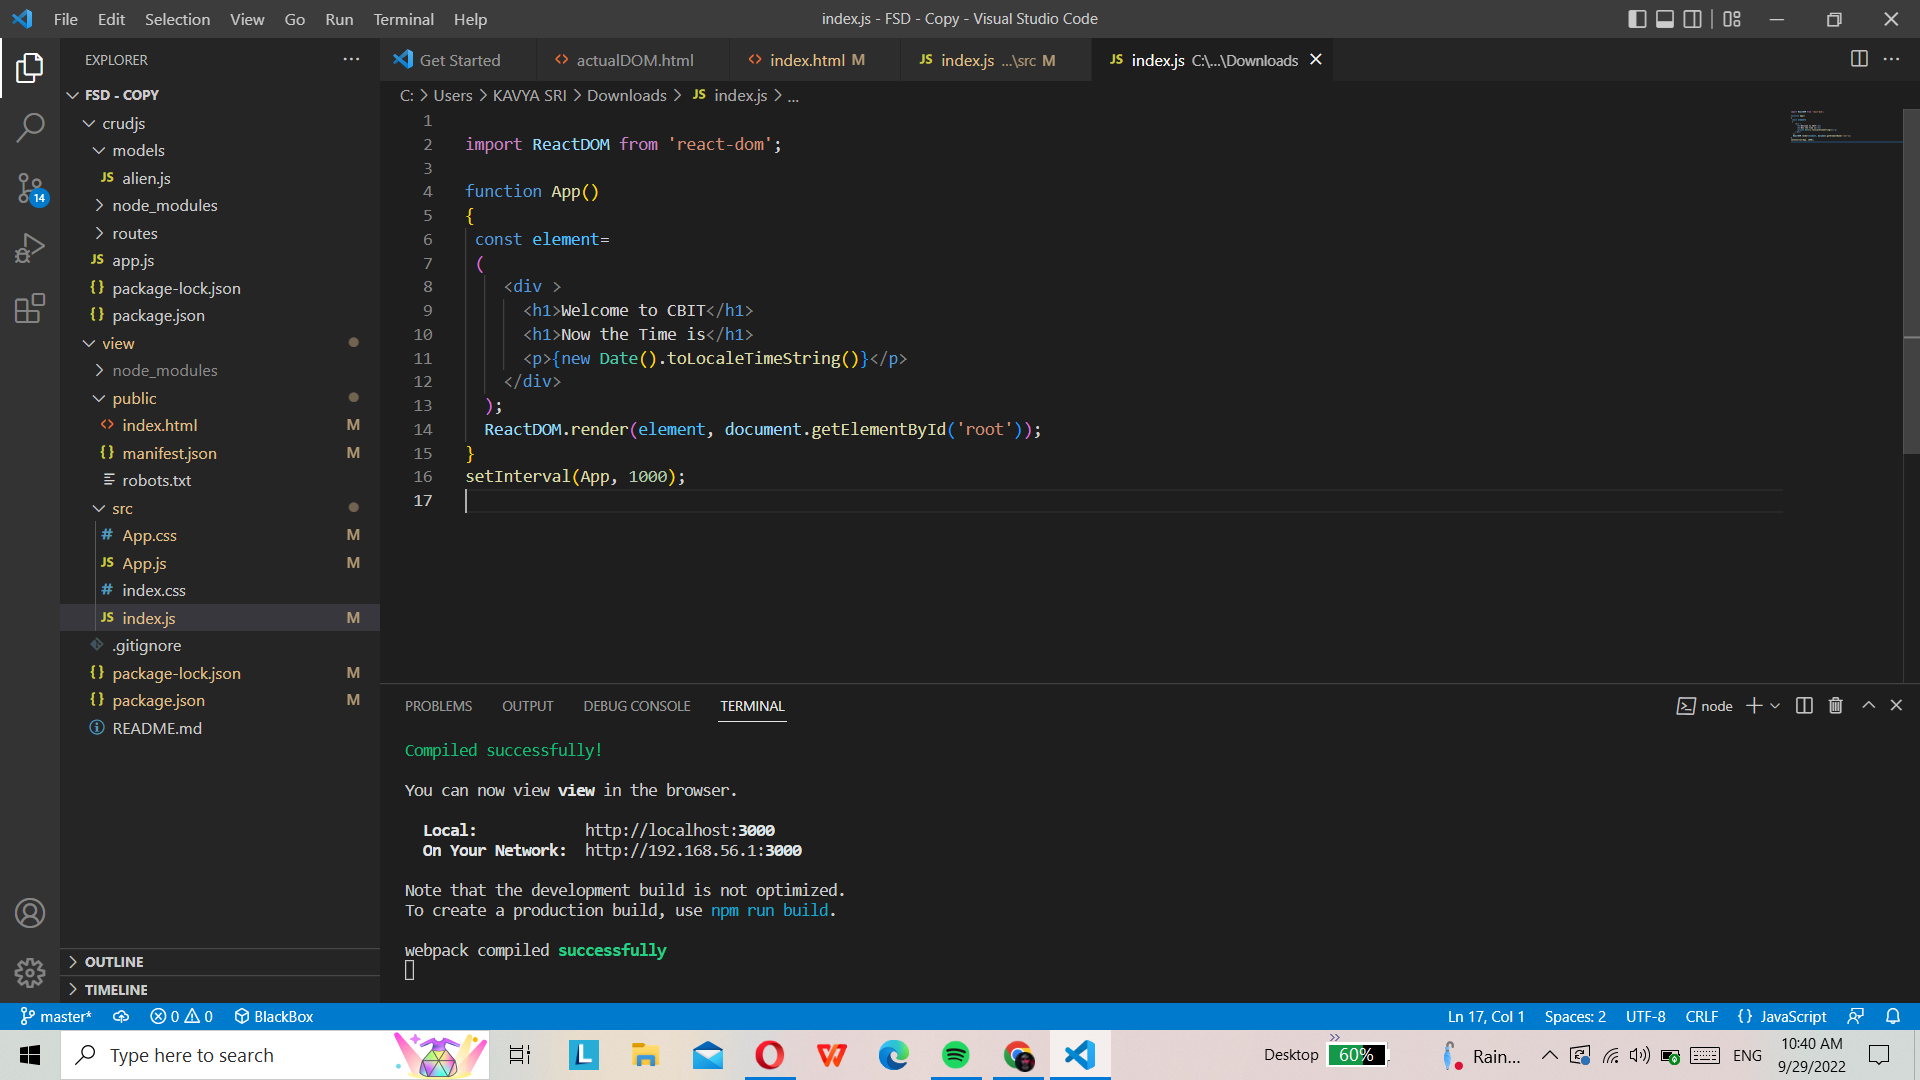 File Edit Selection View Go Run Terminal Help
index.js - FSD - Copy - Visual Studio Code
EXPLORER
FSD - COPY
crudjs
models
JS alien.js
node_modules
routes
JS app.js
{} package-lock.json
{} package.json
view
node_modules
public
<> index.html M
{} manifest.json M
robots.txt
src
# App.css M
JS App.js M
# index.css
JS index.js M
.gitignore
{} package-lock.json M
{} package.json M
README.md
OUTLINE
TIMELINE
14
Get Started
<> actualDOM.html
<> index.html M
JS index.js ...\src M
JS index.js C:\...\Downloads
C: > Users > KAVYA SRI > Downloads > JS index.js > ...
1
2 import ReactDOM from 'react-dom';
3
4 function App()
5 {
6 const element=
7 (
8 <div >
9 <h1>Welcome to CBIT</h1>
10 <h1>Now the Time is</h1>
11 <p>{new Date().toLocaleTimeString()}</p>
12 </div>
13 );
14 ReactDOM.render(element, document.getElementById('root'));
15 }
16 setInterval(App, 1000);
17
PROBLEMS OUTPUT DEBUG CONSOLE TERMINAL
node
Compiled successfully!
You can now view view in the browser.
Local: http://localhost:3000
On Your Network: http://192.168.56.1:3000
Note that the development build is not optimized.
To create a production build, use npm run build.
webpack compiled successfully
master* 0 0 BlackBox
Ln 17, Col 1 Spaces: 2 UTF-8 CRLF {} JavaScript
Type here to search
L
W
Desktop
60%
Rain...
ENG
10:40 AM
9/29/2022